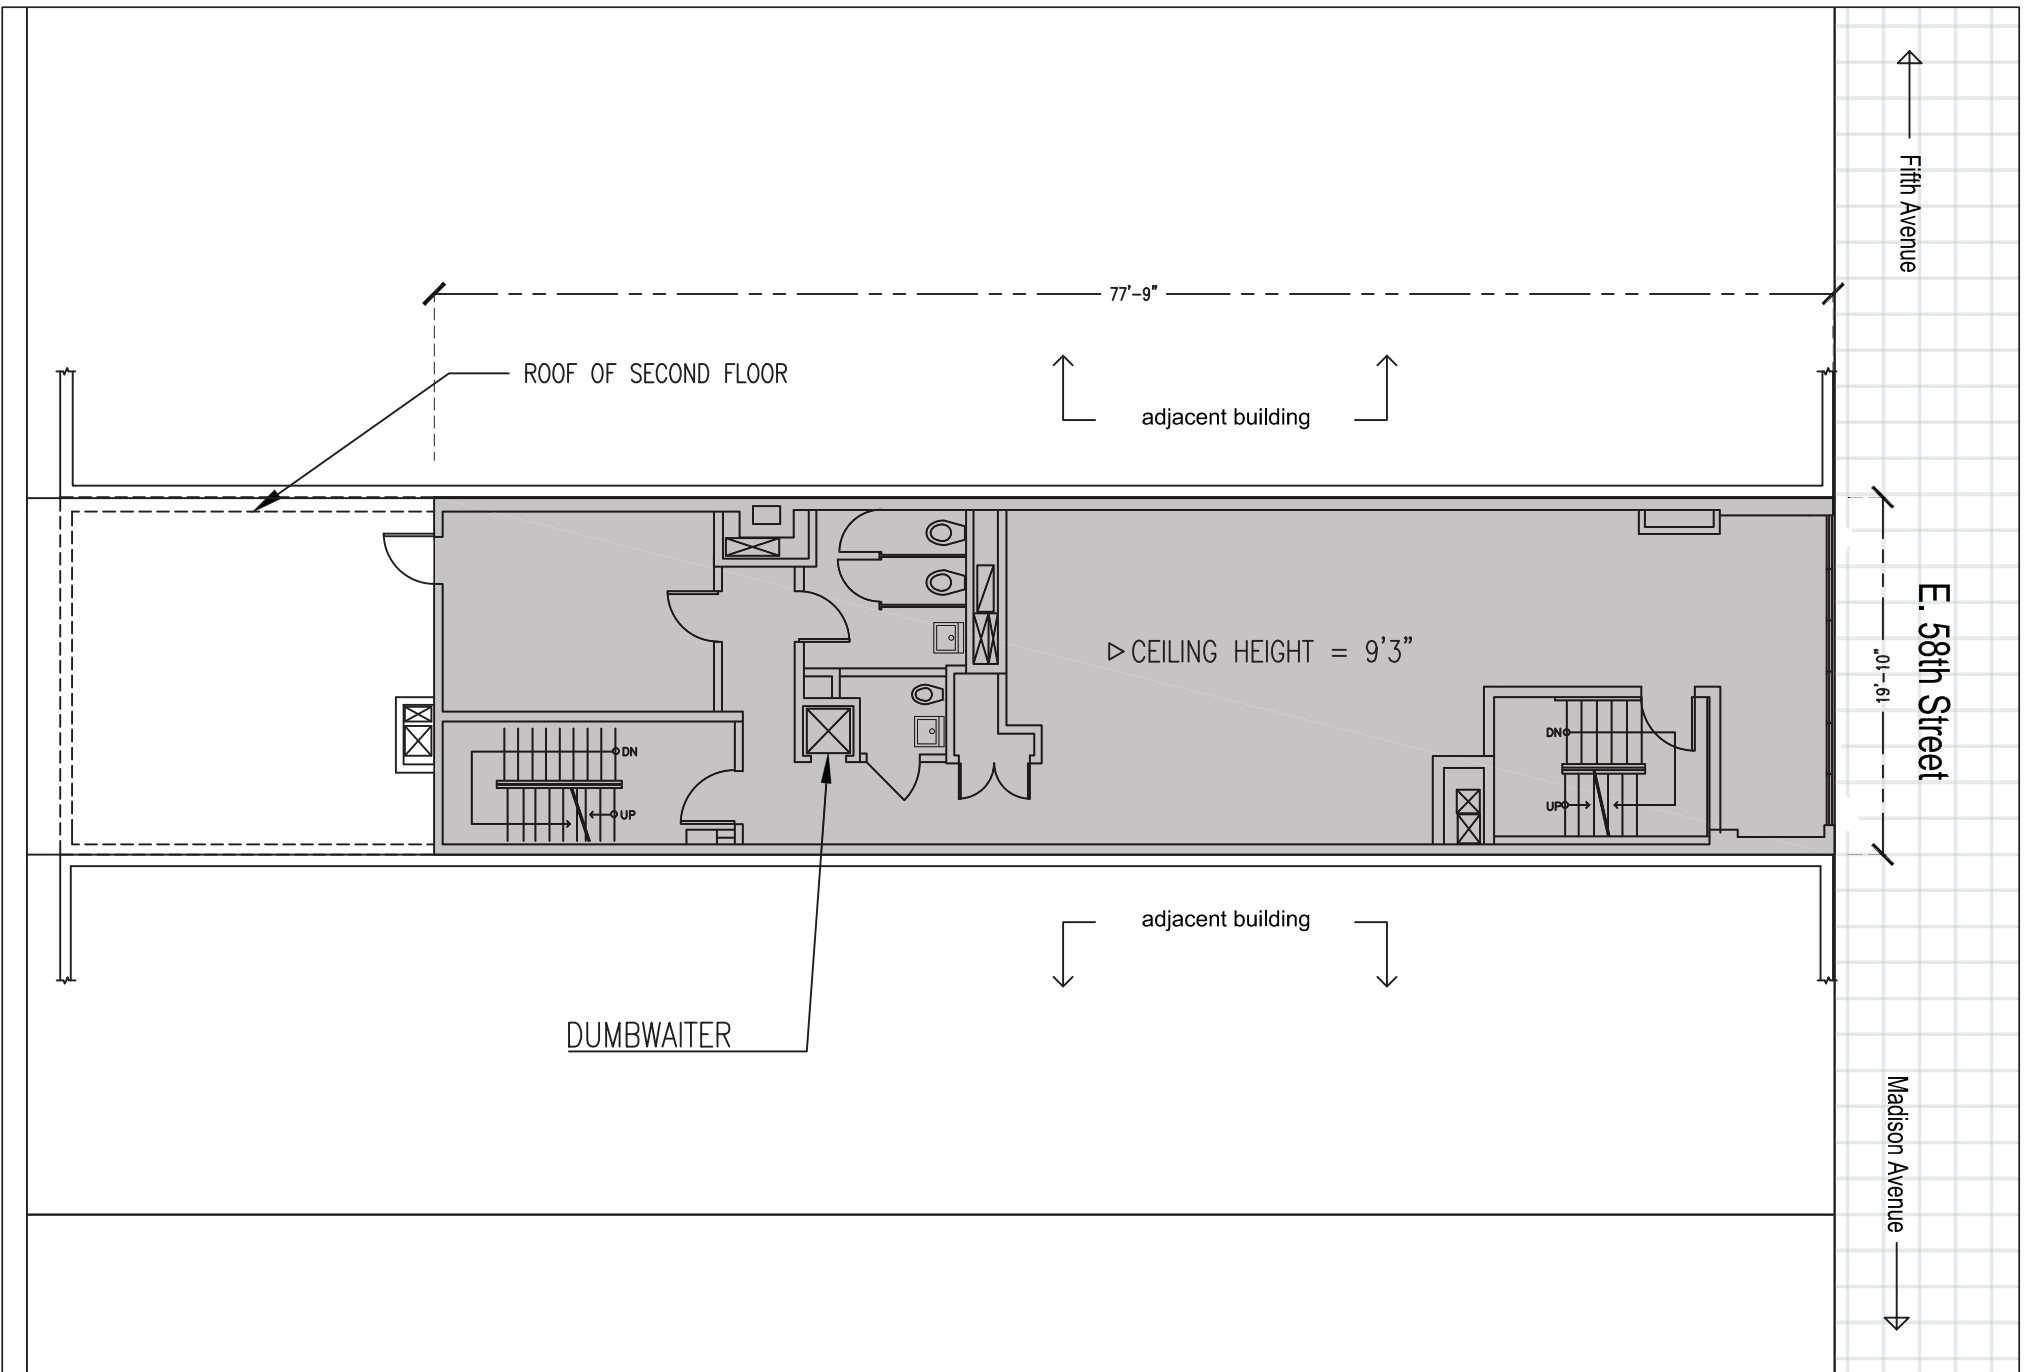 Fifth Avenue
77'-9"
ROOF OF SECOND FLOOR
adjacent building
E. 58th Street
19'-10"
▷ CEILING HEIGHT = 9'3"
DN
UP
DN
UP
adjacent building
DUMBWAITER
Madison Avenue